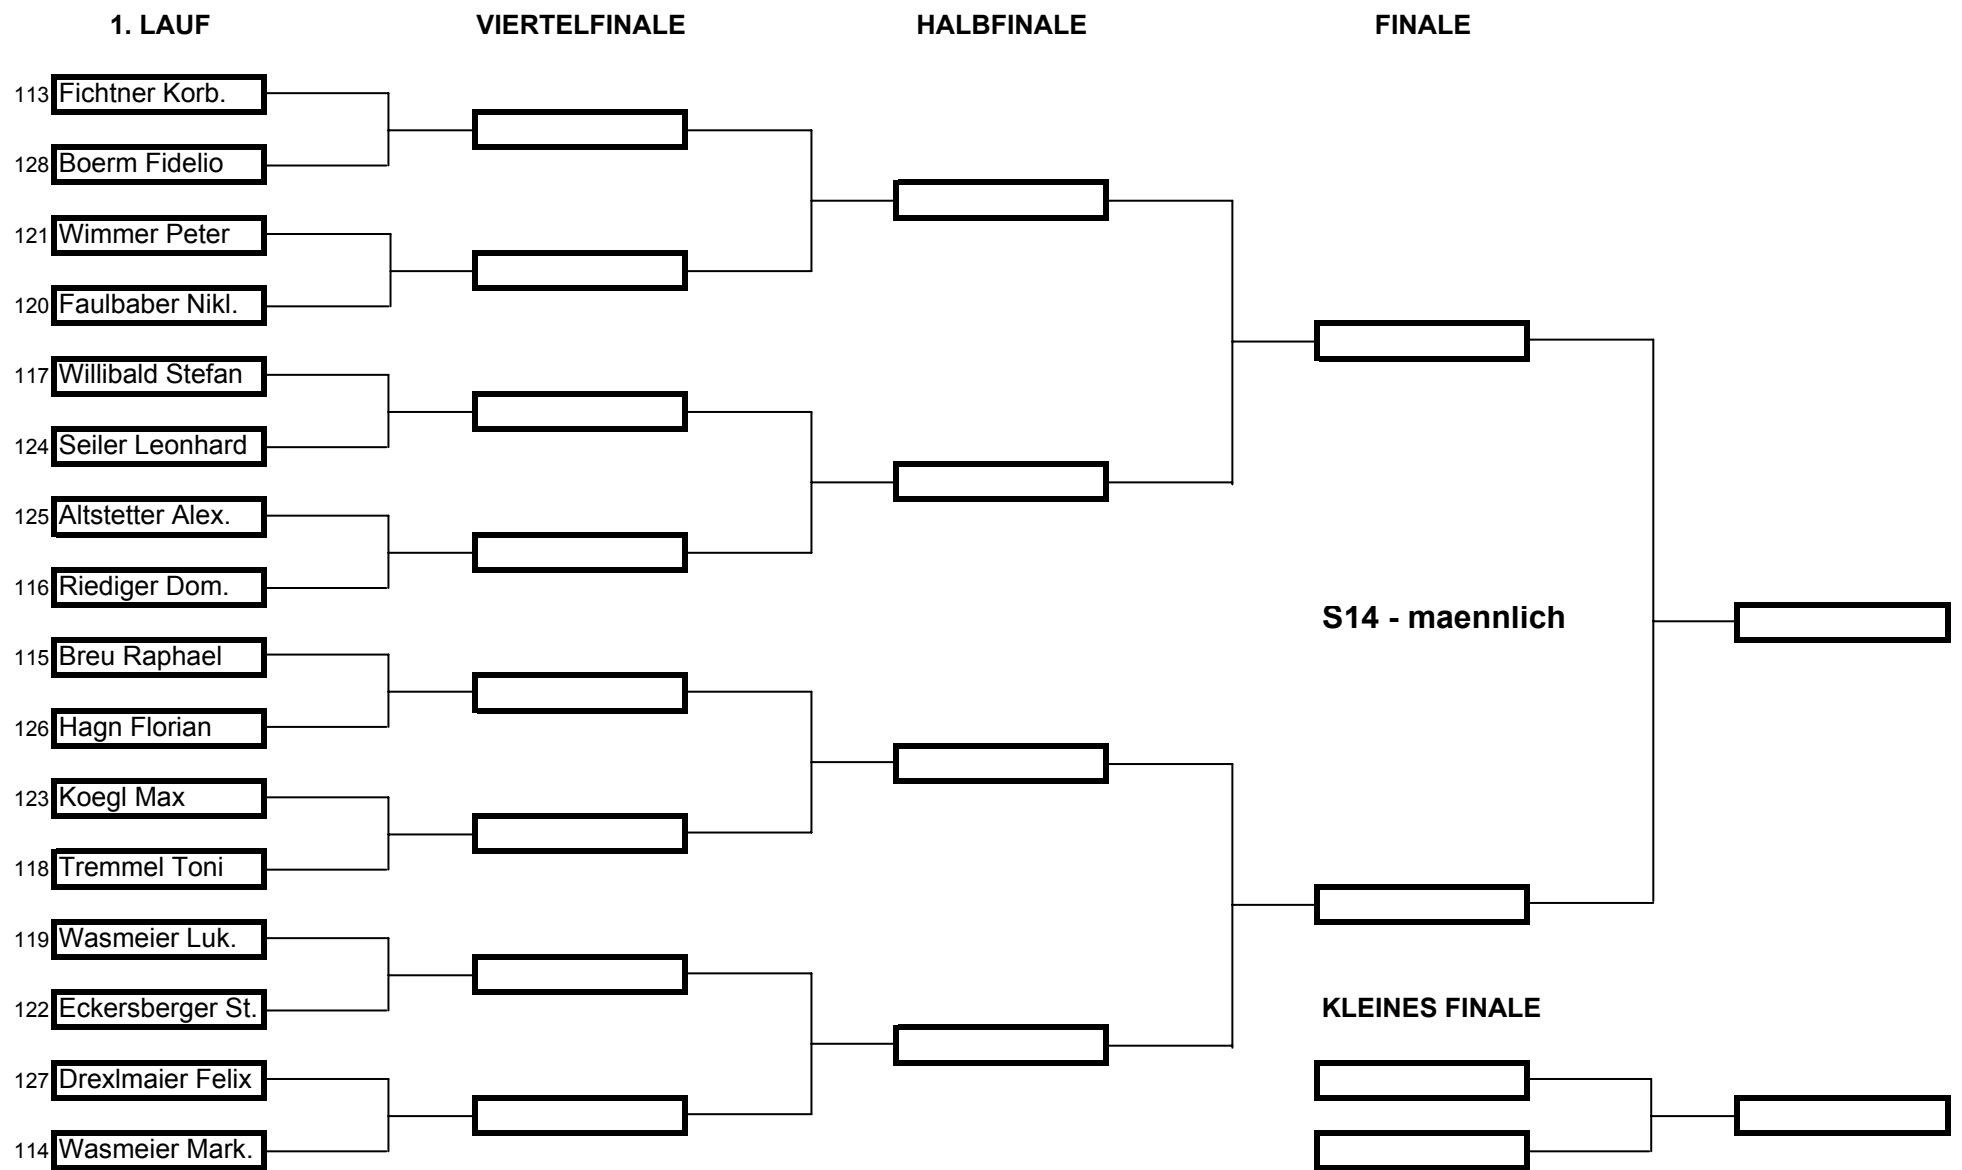 1. LAUF VIERTELFINALE HALBFINALE FINALE
113 Fichtner Korb.
128 Boerm Fidelio
121 Wimmer Peter
120 Faulbaber Nikl.
117 Willibald Stefan
124 Seiler Leonhard
125 Altstetter Alex.
116 Riediger Dom.
S14 - maennlich
115 Breu Raphael
126 Hagn Florian
123 Koegl Max
118 Tremmel Toni
119 Wasmeier Luk.
122 Eckersberger St.
KLEINES FINALE
127 Drexlmaier Felix
114 Wasmeier Mark.